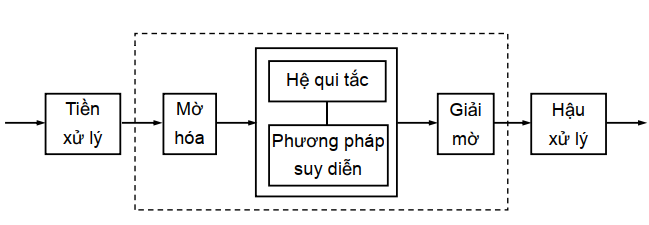 Tiền
xử lý
Mờ
hóa
Hệ qui tắc
Phương pháp
suy diễn
Giải
mờ
Hậu
xử lý